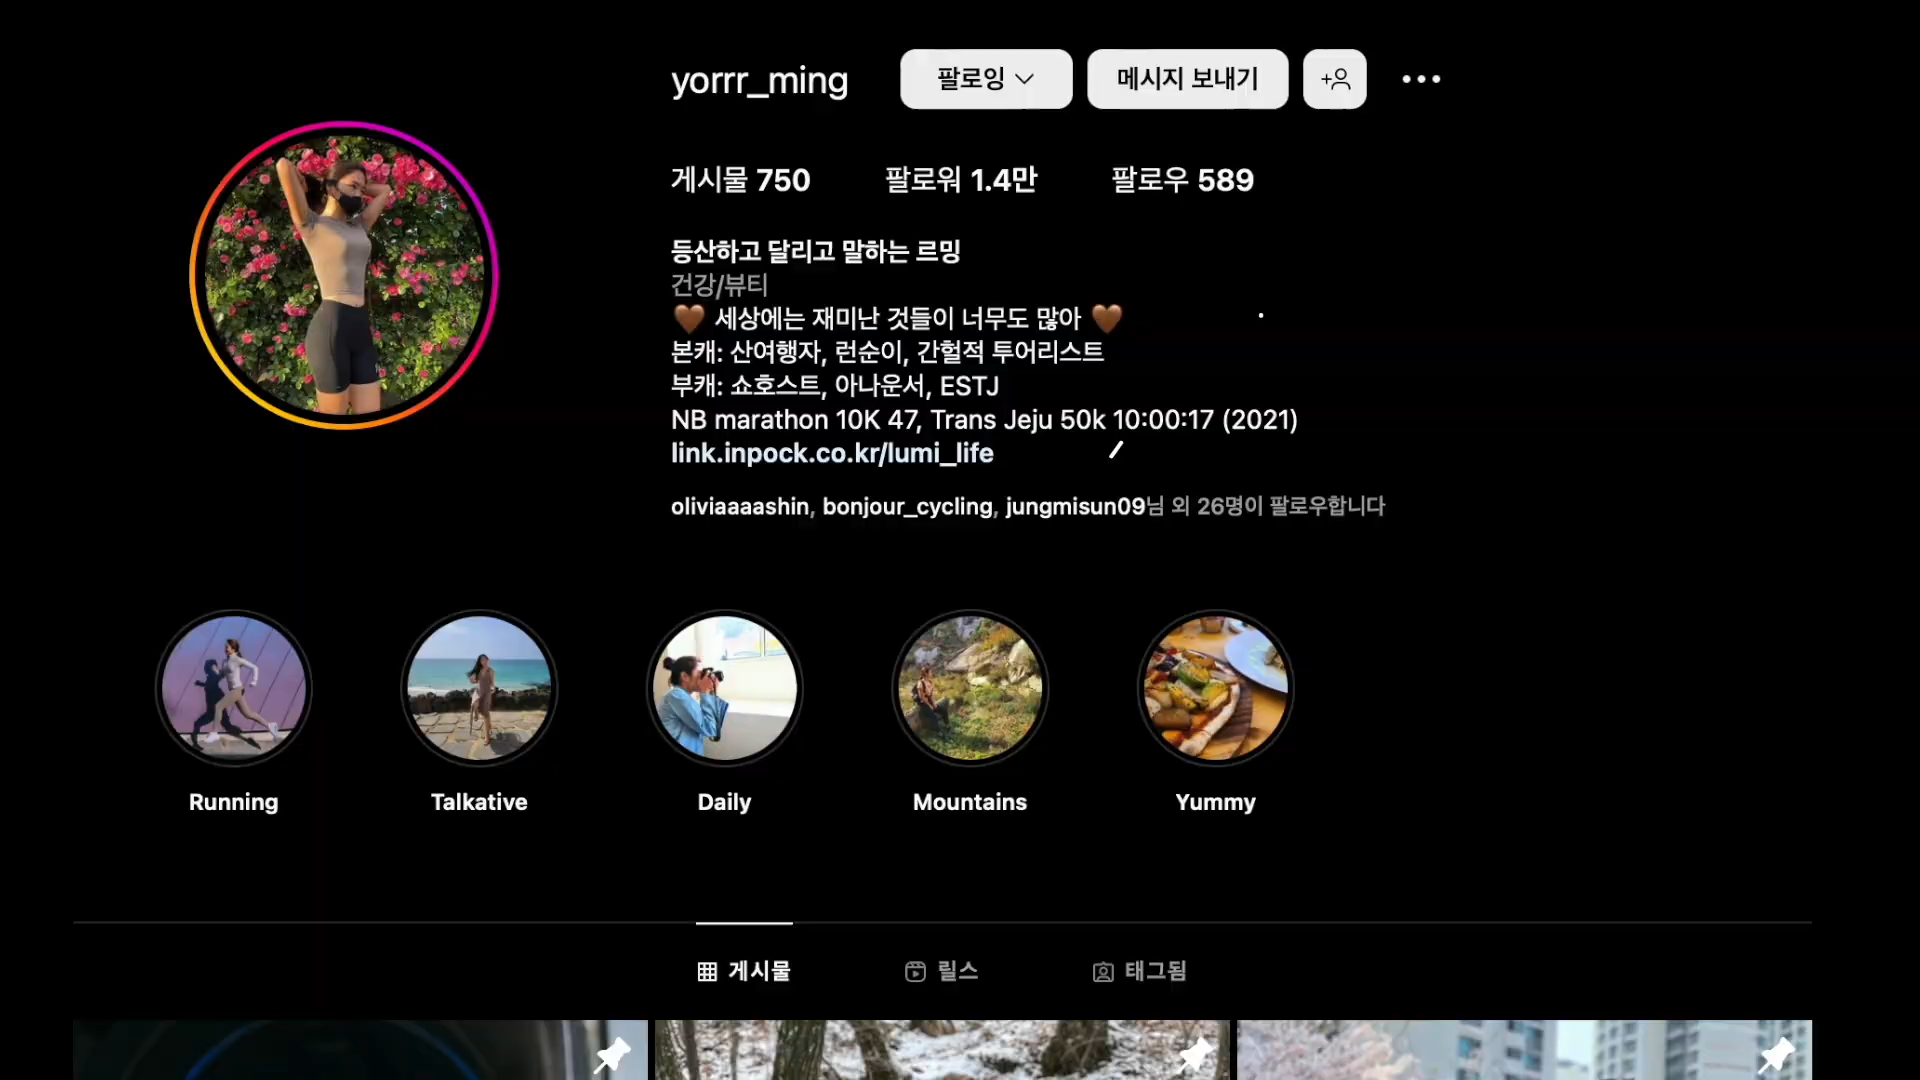 yorrr_ming
팔로잉
메시지 보내기
게시물 750
팔로워 1.4만
팔로우 589
등산하고 달리고 말하는 르밍
건강/뷰티
🤎 세상에는 재미난 것들이 너무도 많아 🤎
본캐: 산여행자, 런순이, 간헐적 투어리스트
부캐: 쇼호스트, 아나운서, ESTJ
NB marathon 10K 47, Trans Jeju 50k 10:00:17 (2021)
link.inpock.co.kr/lumi_life
oliviaaaashin, bonjour_cycling, jungmisun09님 외 26명이 팔로우합니다
Running
Talkative
Daily
Mountains
Yummy
게시물
릴스
태그됨